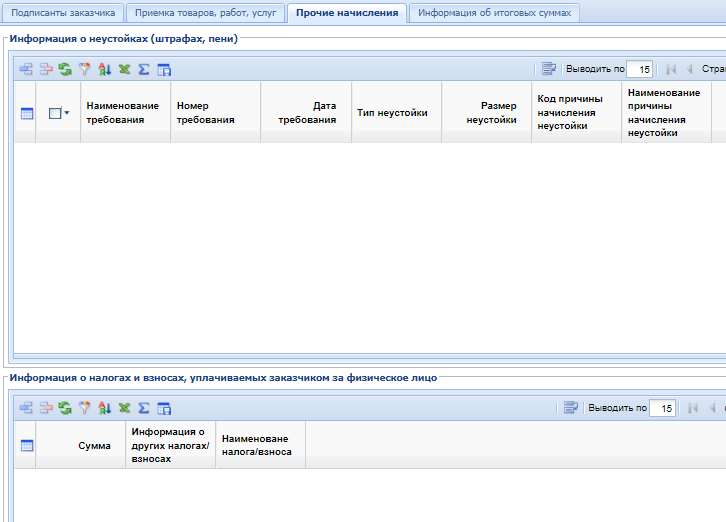 Подписанты заказчика Приемка товаров, работ, услуг Прочие начисления Информация об итоговых суммах
Информация о неустойках (штрафах, пени)
Выводить по 15 Стра
Наименование требования
Номер требования
Дата требования
Тип неустойки
Размер неустойки
Код причины начисления неустойки
Наименование причины начисления неустойки
Информация о налогах и взносах, уплачиваемых заказчиком за физическое лицо
Выводить по 15
Сумма
Информация о других налогах/ взносах
Наименоване налога/взноса